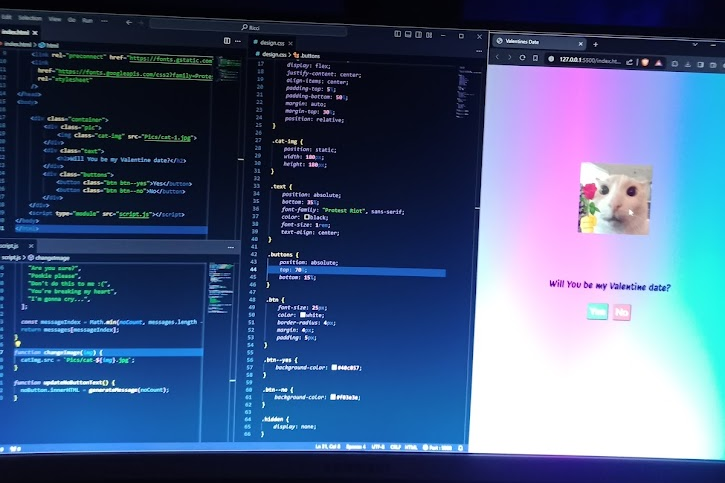 Selection View Go Run ...
Ricci
index.html
index.html > html
<link rel="preconnect" href="https://fonts.gstatic.com
<link
href="https://fonts.googleapis.com/css2?family=Protes
rel="stylesheet"
/>
</head>
<body>
<div class="container">
<div class="pic">
<img class="cat-img" src="Pics/cat-1.jpg">
</div>
<div class="text">
<h1>Will You be my Valentine date?</h1>
</div>
<div class="buttons">
<button class="btn btn--yes">Yes</button>
<button class="btn btn--no">No</button>
</div>
</div>
<script type="module" src="script.js"></script>
</body>
</html>
script.js
script.js > changeImage
"Are you sure?",
"Pookie please",
"Don't do this to me :(",
"You're breaking my heart",
"I'm gonna cry...",
];
const messageIndex = Math.min(noCount, messages.length -
return messages[messageIndex];
}
function changeImage(img) {
catImg.src = `Pics/cat-${img}.jpg`;
}
function updateNoButtonText() {
noButton.innerHTML = generateMessage(noCount);
}
design.css
design.css > .buttons
display: flex;
justify-content: center;
align-items: center;
padding-top: 5%;
padding-bottom: 50%;
margin: auto;
margin-top: 30%;
position: relative;
}
.cat-img {
position: static;
width: 180px;
height: 180px;
}
.text {
position: absolute;
bottom: 35%;
font-family: "Protest Riot", sans-serif;
color: black;
font-size: 1rem;
text-align: center;
}
.buttons {
position: absolute;
top: 70%;
bottom: 15%;
}
.btn {
font-size: 25px;
color: white;
border-radius: 4px;
margin: 4px;
padding: 5px;
}
.btn--yes {
background-color: #40c057;
}
.btn--no {
background-color: #f03e3e;
}
.hidden {
display: none;
}
Spaces: 4 UTF-8 CRLF HTML
Valentines Date
127.0.0.1:5500/index.ht...
Will You be my Valentine date?
Yes No